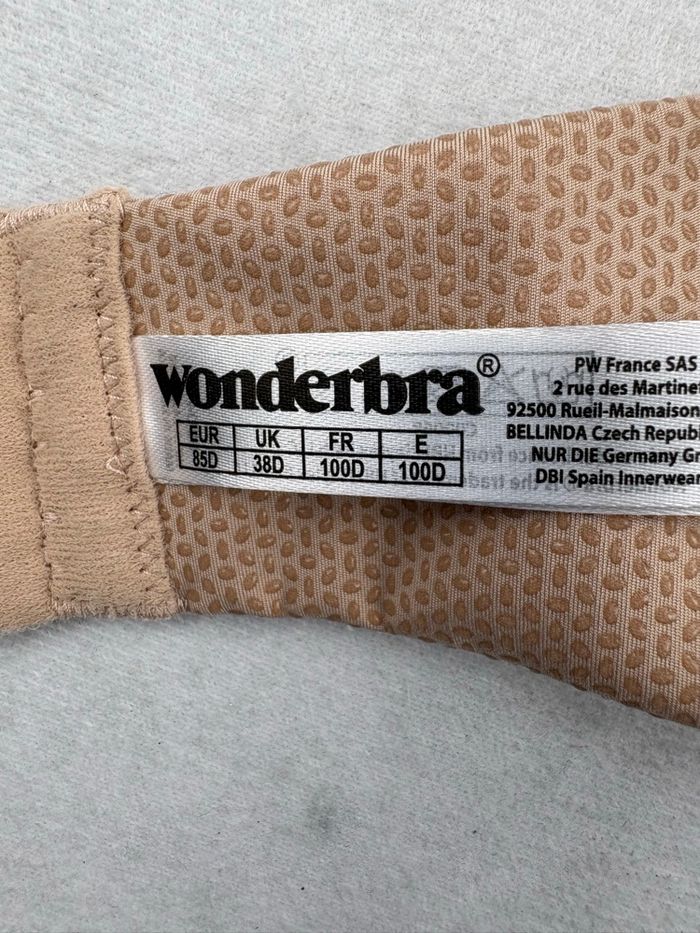 Wonderbra®
EUR UK FR E
85D 38D 100D 100D
PW France SAS
2 rue des Martinet
92500 Rueil-Malmaison
BELLINDA Czech Republi
NUR DIE Germany G
DBI Spain Innerwear